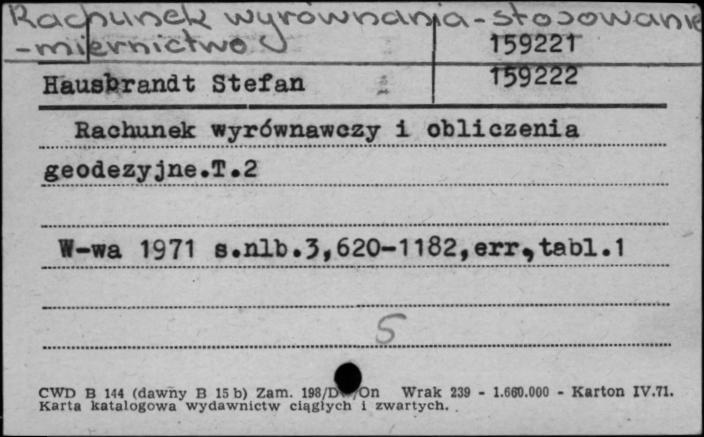 Rachunek wyrównania - stosowanie
- miernictwo
159221
Hausbrandt Stefan 159222
Rachunek wyrównawczy i obliczenia
geodezyjne.T.2
W-wa 1971 s.nlb.3,620-1182,err.,tabl.1
5
CWD B 144 (dawny B 15 b) Zam. 198/D /On Wrak 239 - 1.660.000 - Karton IV.71.
Karta katalogowa wydawnictw ciągłych i zwartych.